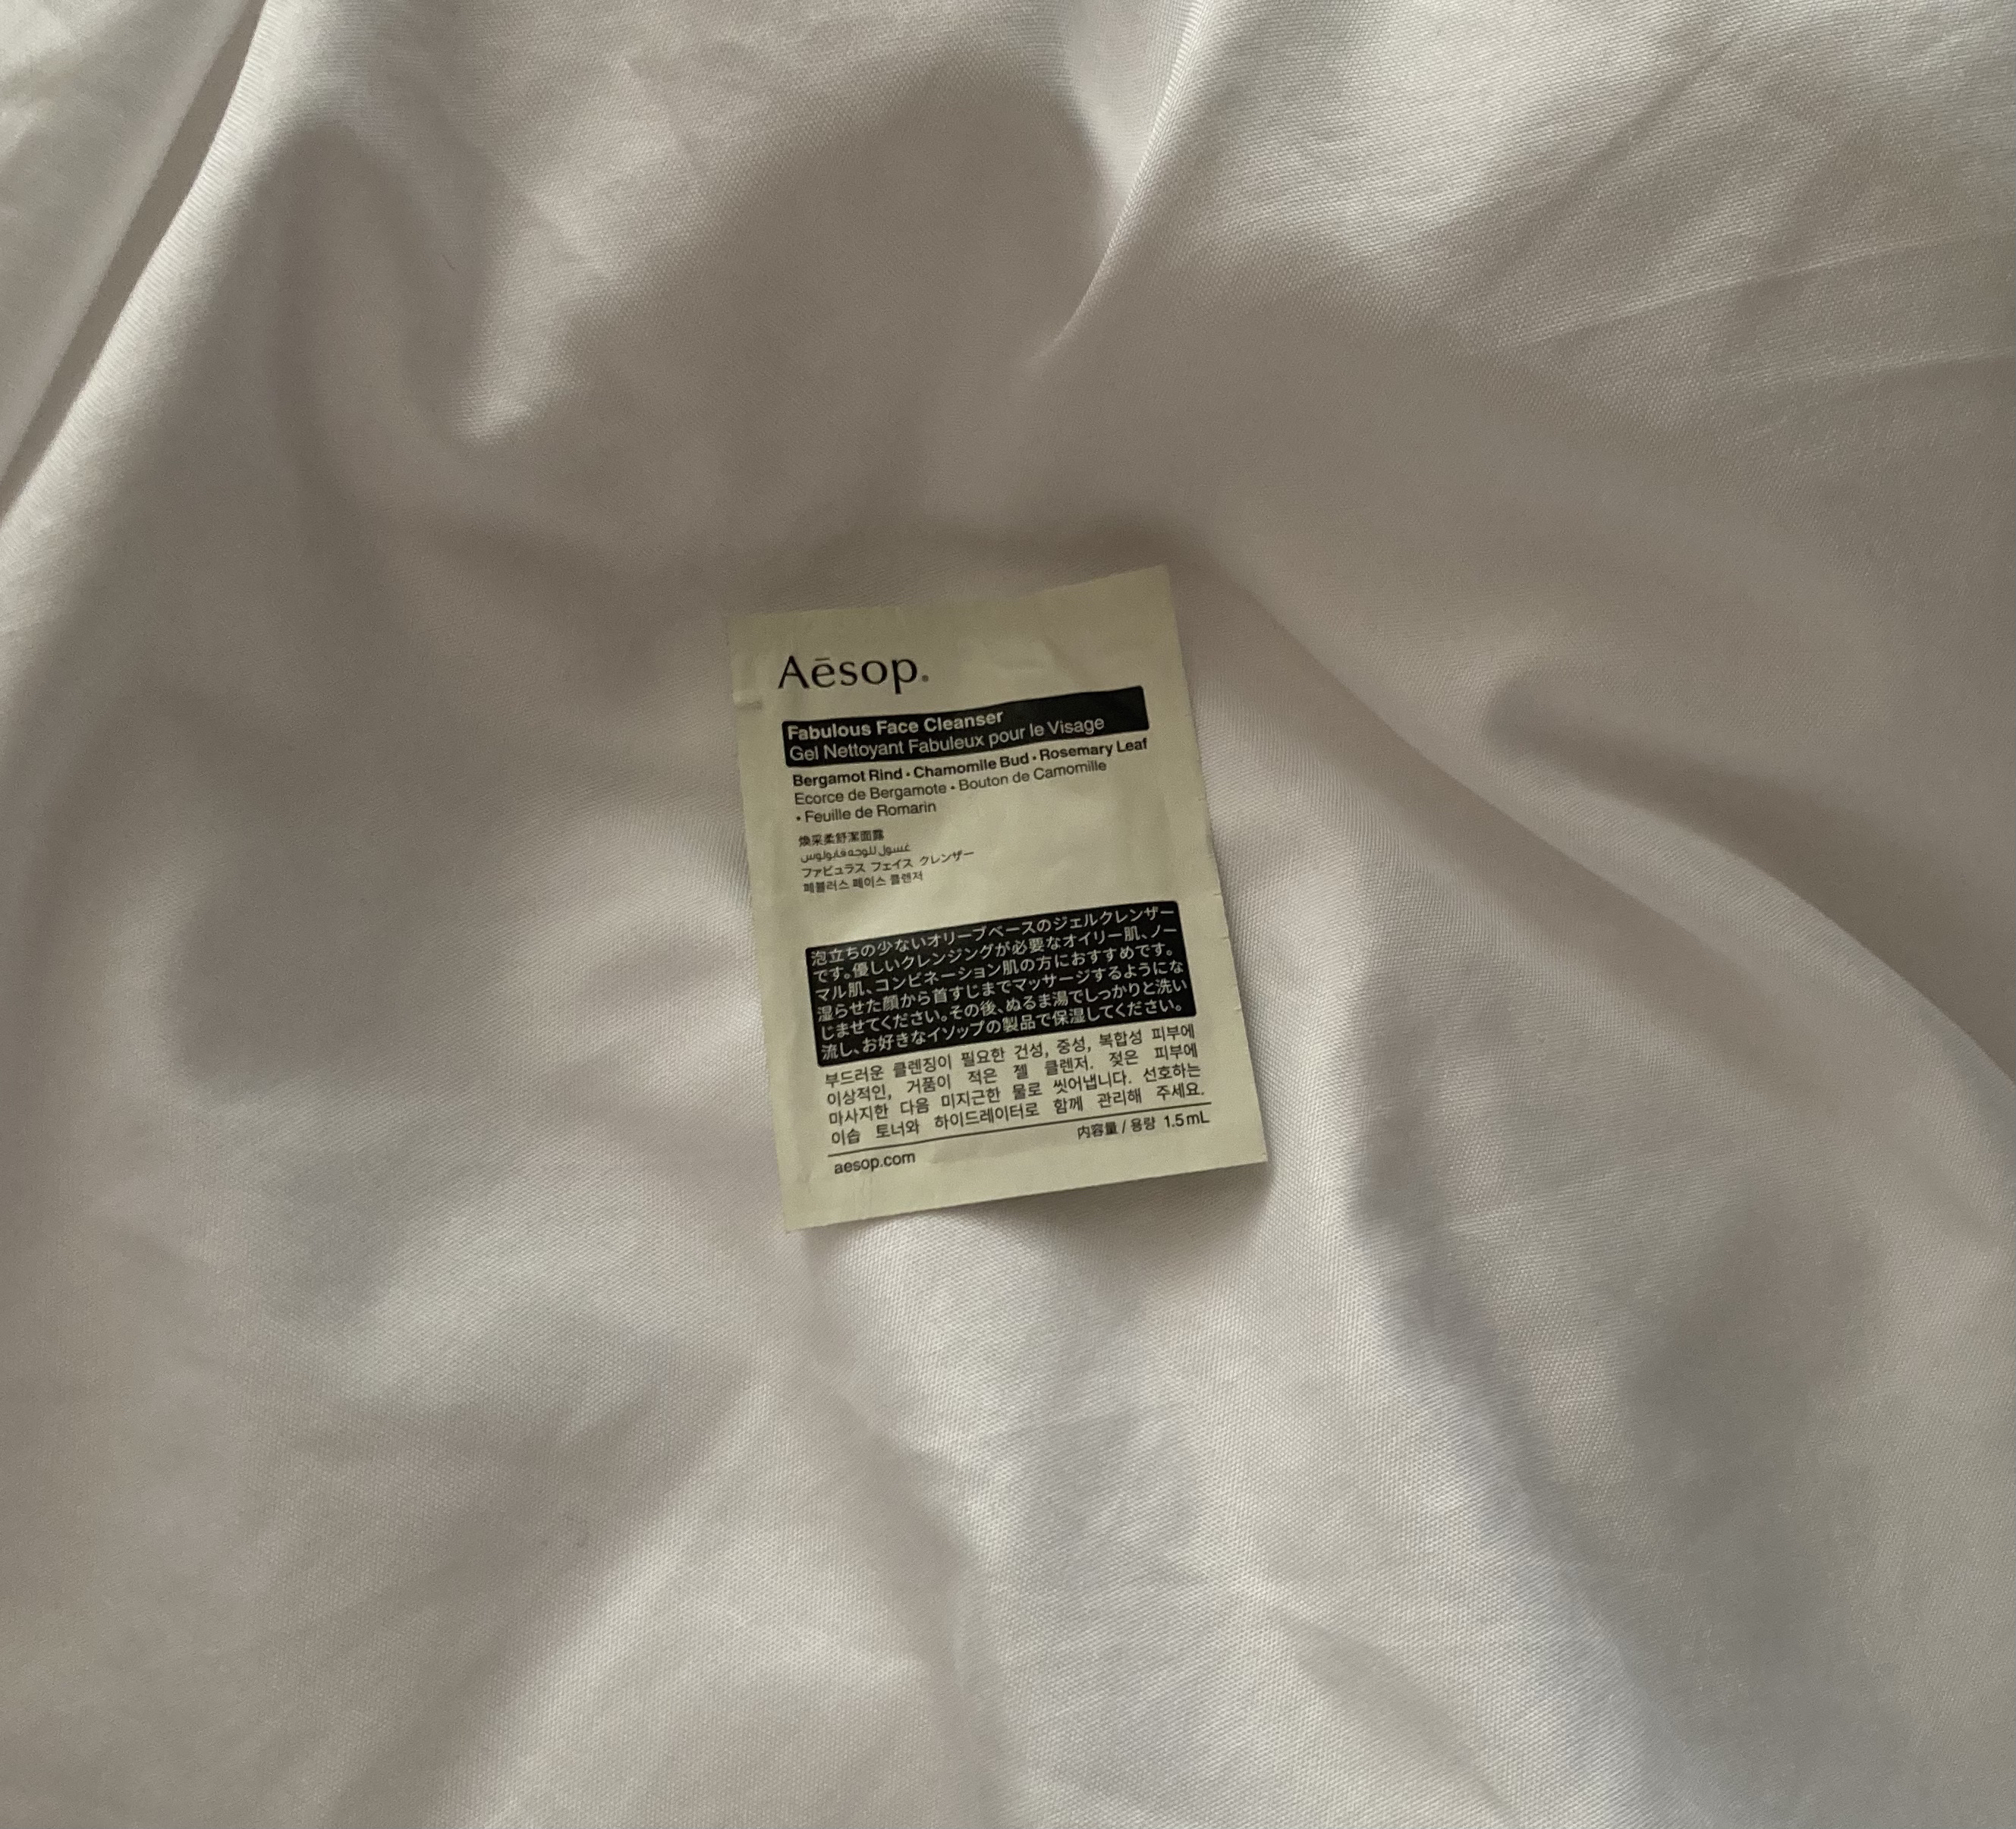 Aēsop.
Fabulous Face Cleanser
Gel Nettoyant Fabuleux pour le Visage
Bergamot Rind • Chamomile Bud • Rosemary Leaf
Ecorce de Bergamote • Bouton de Camomille
• Feuille de Romarin
煥采柔舒潔面露
غسول للوجه فابولوس
ファビュラス フェイス クレンザー
페뷸러스 페이스 클렌저
泡立ちの少ないオリーブベースのジェルクレンザー
です。優しいクレンジングが必要なオイリー肌、ノー
マル肌、コンビネーション肌の方におすすめです。
湿らせた顔から首すじまでマッサージするようにな
じませてください。その後、ぬるま湯でしっかりと洗い
流し、お好きなイソップの製品で保湿してください。
부드러운 클렌징이 필요한 건성, 중성, 복합성 피부에
이상적인, 거품이 적은 젤 클렌저. 젖은 피부에
마사지한 다음 미지근한 물로 씻어냅니다. 선호하는
이솝 토너와 하이드레이터로 함께 관리해 주세요.
内容量 / 용량 1.5 mL
aesop.com